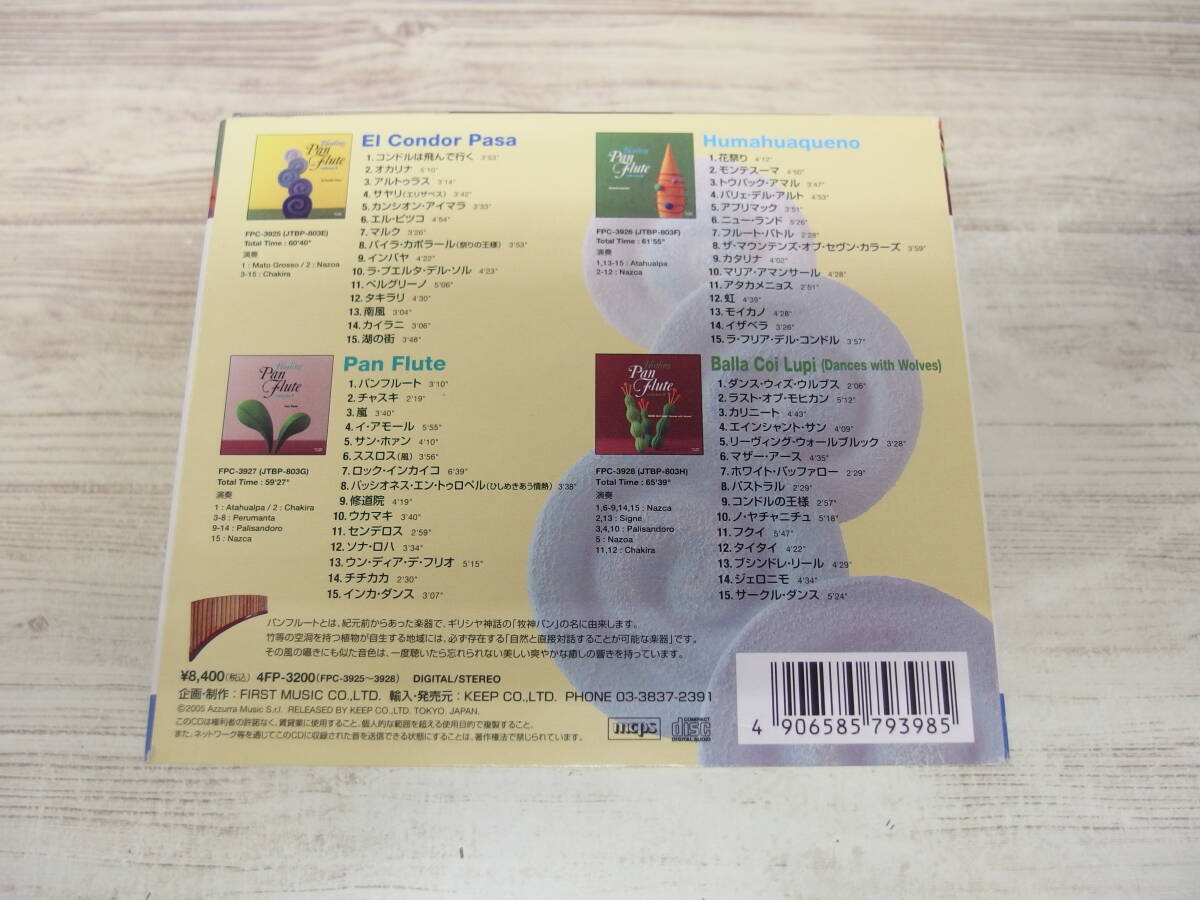 El Condor Pasa
1. コンドルは飛んで行く 3'53"
2. オカリナ 5'10"
3. アルトゥラス 3'14"
4. サヤリ(エリザベス) 3'42"
5. カンシオン・アイマラ 3'33"
6. エル・ピツコ 4'54"
7. マルク 3'26"
8. バイラ・カポラール(祭りの王様) 3'53"
9. インバヤ 4'22"
10. ラ・プエルタ・デル・ソル 4'23"
11. ペルグリーノ 5'06"
12. タキラリ 4'30"
13. 南風 3'04"
14. カイラニ 3'06"
15. 湖の街 3'48"
Healing
Pan
Flute
FPC-3925 (JTBP-803E)
Total Time : 60'40"
演奏
1 : Mato Grosso / 2 : Nazoa
3-15 : Chakira
Humahuaqueno
1. 花祭り 4'12"
2. モンテスーマ 4'50"
3. トウパック・アマル 3'47"
4. バリェ・デル・アルト 4'53"
5. アプリマック 3'51"
6. ニュー・ランド 5'26"
7. フルート・バトル 2'28"
8. ザ・マウンテンズ・オブ・セヴン・カラーズ 3'59"
9. カタリナ 4'02"
10. マリア・アマンサール 4'28"
11. アタカメニョス 2'51"
12. 虹 4'39"
13. モイカノ 4'28"
14. イザベラ 3'26"
15. ラ・フリア・デル・コンドル 3'57"
Healing
Pan
Flute
FPC-3926 (JTBP-803F)
Total Time : 61'55"
演奏
1,13-15 : Atahualpa
2-12 : Nazca
Pan Flute
1. パンフルート 3'10"
2. チャスキ 2'19"
3. 嵐 3'40"
4. イ・アモール 5'55"
5. サン・ホァン 4'10"
6. ススロス(風) 3'56"
7. ロック・インカイコ 6'39"
8. パッシオネス・エン・トゥロペル(ひしめきあう情熱) 3'38"
9. 修道院 4'19"
10. ウカマキ 3'40"
11. センデロス 2'59"
12. ソナ・ロハ 3'34"
13. ウン・ディア・デ・フリオ 5'15"
14. チチカカ 2'30"
15. インカ・ダンス 3'07"
Healing
Pan
Flute
FPC-3927 (JTBP-803G)
Total Time : 59'27"
演奏
1 : Atahualpa / 2 : Chakira
3-8 : Perumanta
9-14 : Palisandoro
15 : Nazca
Balla Coi Lupi (Dances with Wolves)
1. ダンス・ウィズ・ウルブス 2'06"
2. ラスト・オブ・モヒカン 5'12"
3. カリニート 4'43"
4. エインシャント・サン 4'09"
5. リーヴィング・ウォールブルック 3'28"
6. マザー・アース 4'35"
7. ホワイト・バッファロー 2'29"
8. パストラル 2'29"
9. コンドルの王様 2'57"
10. ノ・ヤチャニチュ 5'18"
11. フクイ 5'47"
12. タイタイ 4'22"
13. プシンドレ・リール 4'29"
14. ジェロニモ 4'34"
15. サークル・ダンス 5'24"
Healing
Pan
Flute
FPC-3928 (JTBP-803H)
Total Time : 65'39"
演奏
1,6-9,14,15 : Nazca
2,13 : Signe
3,4,10 : Palisandoro
5 : Nazoa
11,12 : Chakira
パンフルートとは、紀元前からあった楽器で、ギリシヤ神話の「牧神パン」の名に由来します。
竹等の空洞を持つ植物が自生する地域には、必ず存在する「自然と直接対話することが可能な楽器」です。
その風の囁きにも似た音色は、一度聴いたら忘れられない美しい爽やかな癒しの響きを持っています。
¥8,400(税込) 4FP-3200(FPC-3925〜3928) DIGITAL/STEREO
企画・制作：FIRST MUSIC CO.,LTD. 輸入・発売元：KEEP CO.,LTD. PHONE 03-3837-2391
©2005 Azzurra Music S.r.l. RELEASED BY KEEP CO.,LTD. TOKYO. JAPAN.
このCDは権利者の許諾なく、賃貸業に使用すること、個人的な範囲を超える使用目的で複製すること、
また、ネットワーク等を通じてこのCDに収録された音を送信できる状態にすることは、著作権法で禁じられています。
mcps
COMPACT
disc
DIGITAL AUDIO
4 906585 793985